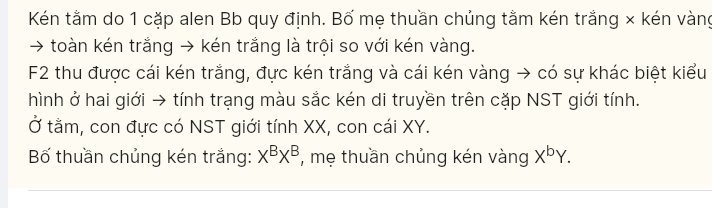 Kén tằm do 1 cặp alen Bb quy định. Bố mẹ thuần chủng tằm kén trắng × kén vàng
→ toàn kén trắng → kén trắng là trội so với kén vàng.
F2 thu được cái kén trắng, đực kén trắng và cái kén vàng → có sự khác biệt kiểu
hình ở hai giới → tính trạng màu sắc kén di truyền trên cặp NST giới tính.
Ở tằm, con đực có NST giới tính XX, con cái XY.
Bố thuần chủng kén trắng: XᴮXᴮ, mẹ thuần chủng kén vàng XᵇY.